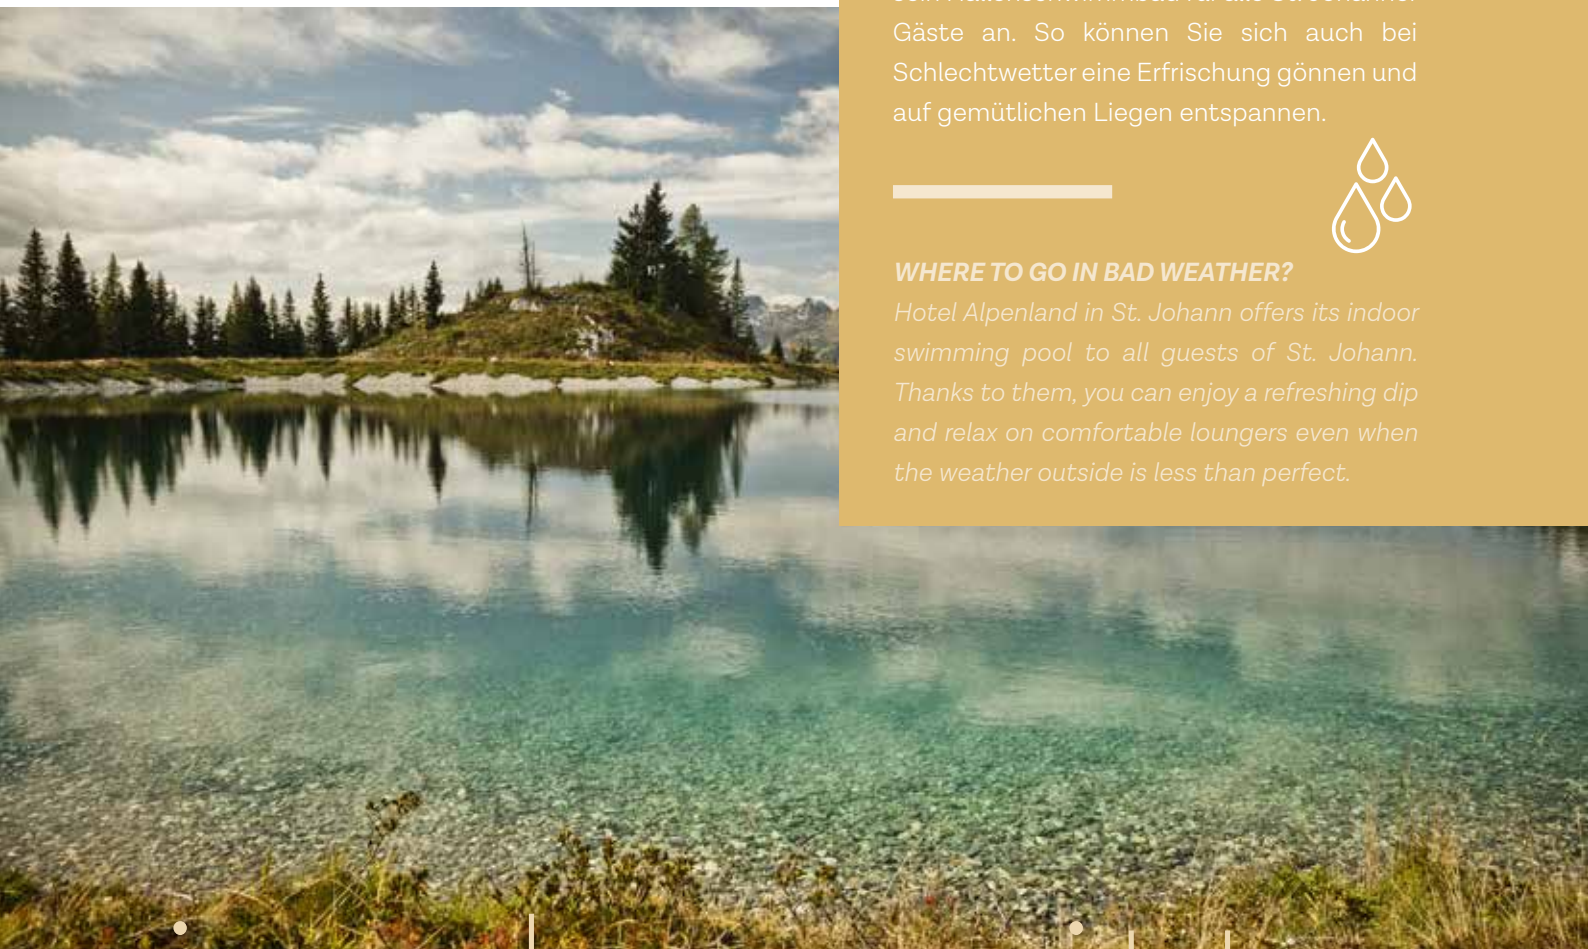 Gäste an. So können Sie sich auch bei
Schlechtwetter eine Erfrischung gönnen und
auf gemütlichen Liegen entspannen.
WHERE TO GO IN BAD WEATHER?
Hotel Alpenland in St. Johann offers its indoor
swimming pool to all guests of St. Johann.
Thanks to them, you can enjoy a refreshing dip
and relax on comfortable loungers even when
the weather outside is less than perfect.